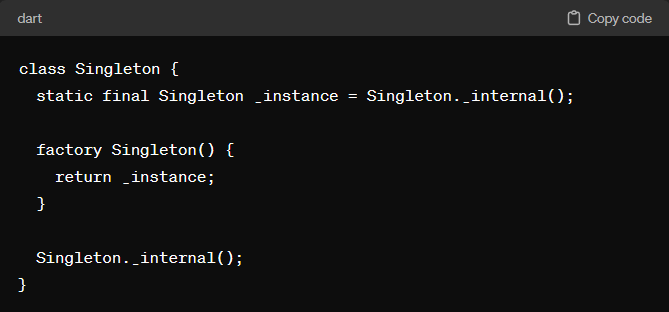 dart
Copy code
class Singleton {
  static final Singleton _instance = Singleton._internal();
  factory Singleton() {
    return _instance;
  }
  Singleton._internal();
}